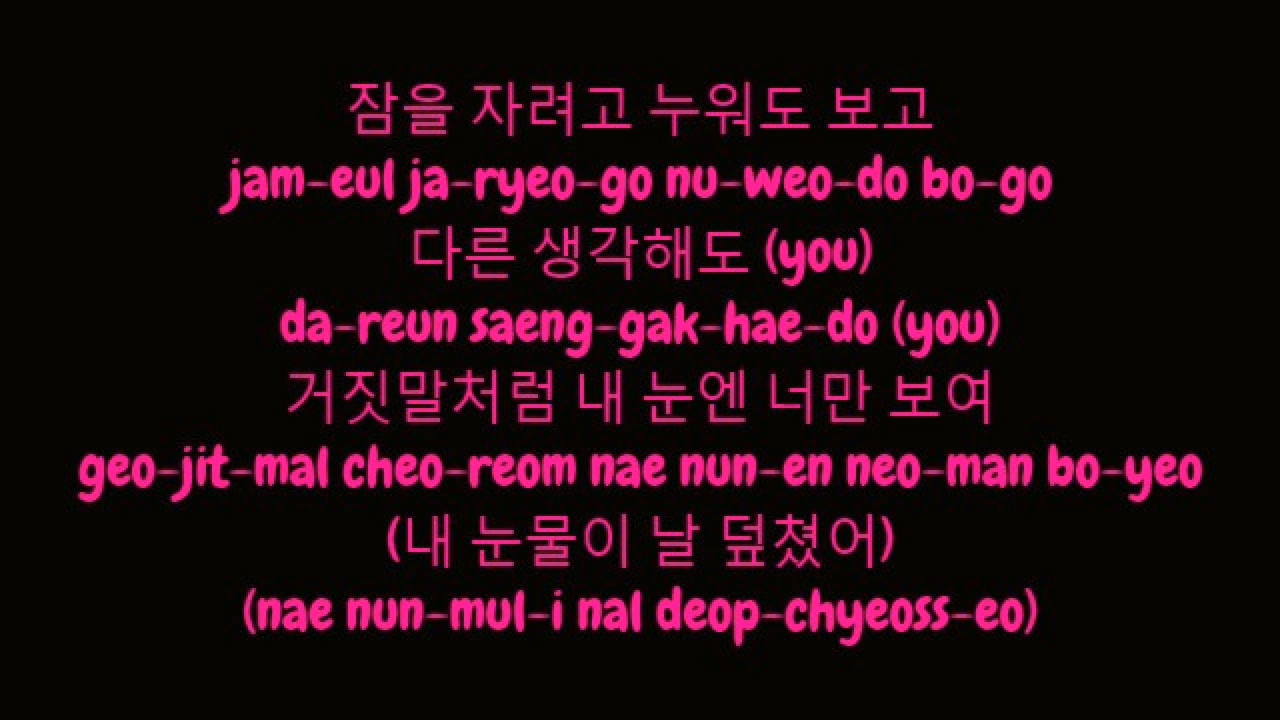 잠을 자려고 누워도 보고
jam-eul ja-ryeo-go nu-weo-do bo-go
다른 생각해도 (you)
da-reun saeng-gak-hae-do (you)
거짓말처럼 내 눈엔 너만 보여
geo-jit-mal cheo-reom nae nun-en neo-man bo-yeo
(내 눈물이 날 덮쳤어)
(nae nun-mul-i nal deop-chyeoss-eo)